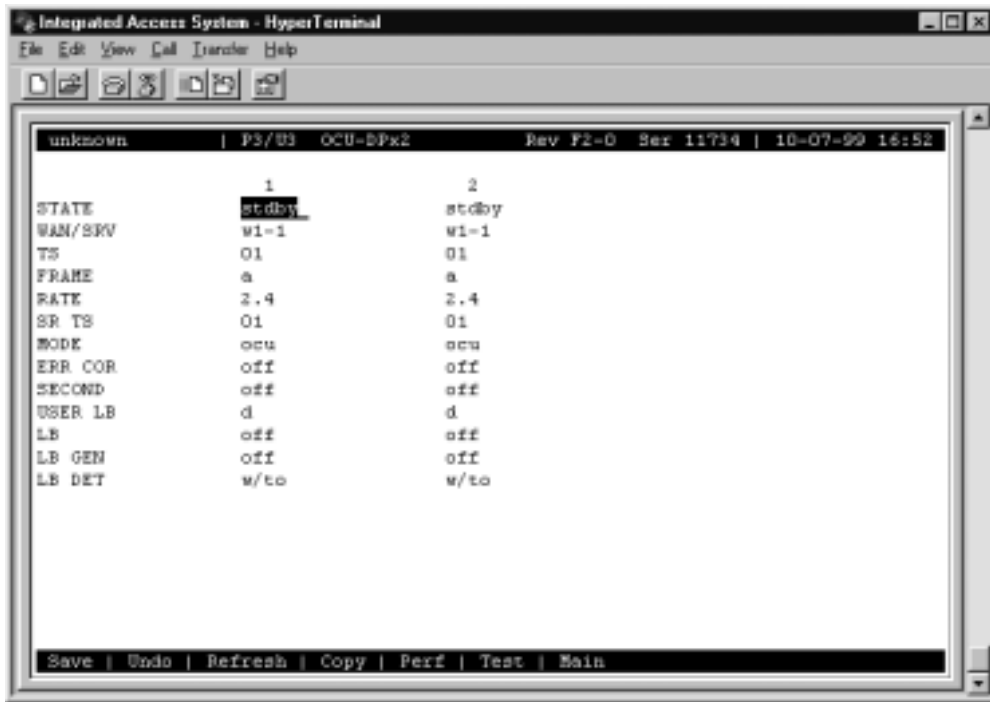 Integrated Access System - HyperTerminal
File Edit View Call Transfer Help
unknown | P3/U3 OCU-DPx2 Rev F2-0 Ser 11734 | 10-07-99 16:52
1 2
STATE stdby stdby
WAN/SRV w1-1 w1-1
TS 01 01
FRAME a a
RATE 2.4 2.4
SR TS 01 01
MODE ocu ocu
ERR COR off off
SECOND off off
USER LB d d
LB off off
LB GEN off off
LB DET w/to w/to
Save | Undo | Refresh | Copy | Perf | Test | Main